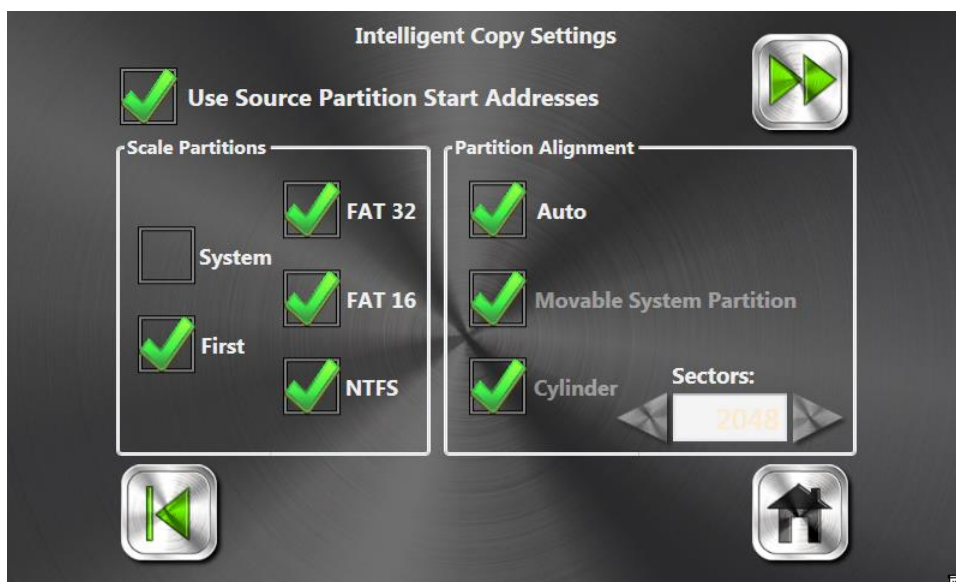 Intelligent Copy Settings
Use Source Partition Start Addresses
Scale Partitions
System
First
FAT 32
FAT 16
NTFS
Partition Alignment
Auto
Movable System Partition
Cylinder
Sectors:
2048